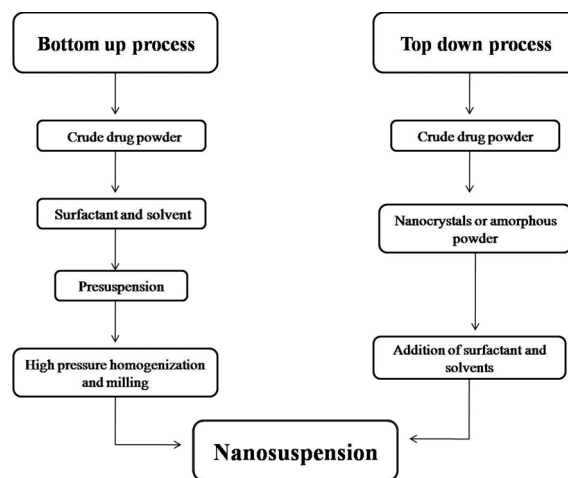 Bottom up process
Crude drug powder
Surfactant and solvent
Presuspension
High pressure homogenization
and milling
Top down process
Crude drug powder
Nanocrystals or amorphous
powder
Addition of surfactant and
solvents
Nanosuspension